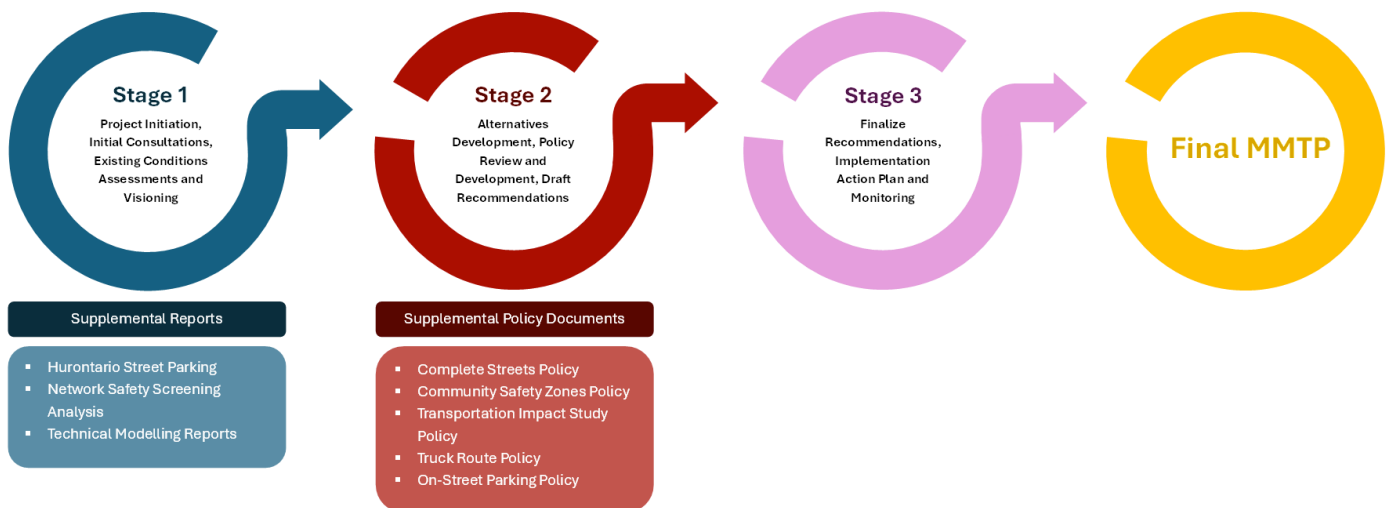 Stage 1
Project Initiation,
Initial Consultations,
Existing Conditions
Assessments and
Visioning
Stage 2
Alternatives
Development, Policy
Review and
Development, Draft
Recommendations
Stage 3
Finalize
Recommendations,
Implementation
Action Plan and
Monitoring
Final MMTP
Supplemental Reports
▪ Hurontario Street Parking
▪ Network Safety Screening
Analysis
▪ Technical Modelling Reports
Supplemental Policy Documents
▪ Complete Streets Policy
▪ Community Safety Zones Policy
▪ Transportation Impact Study
Policy
▪ Truck Route Policy
▪ On-Street Parking Policy